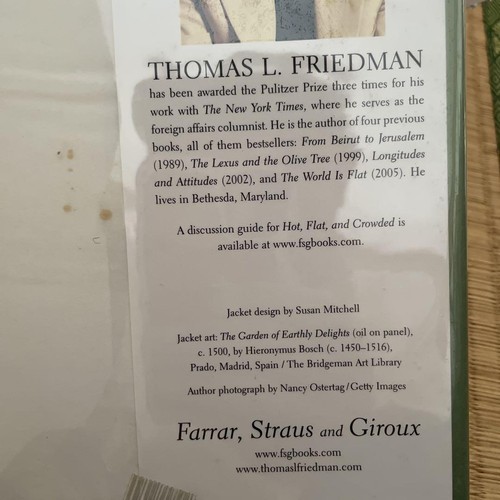 THOMAS L. FRIEDMAN
has been awarded the Pulitzer Prize three times for his
work with The New York Times, where he serves as the
foreign affairs columnist. He is the author of four previous
books, all of them bestsellers: From Beirut to Jerusalem
(1989), The Lexus and the Olive Tree (1999), Longitudes
and Attitudes (2002), and The World Is Flat (2005). He
lives in Bethesda, Maryland.
A discussion guide for Hot, Flat, and Crowded is
available at www.fsgbooks.com.
Jacket design by Susan Mitchell
Jacket art: The Garden of Earthly Delights (oil on panel),
c. 1500, by Hieronymus Bosch (c. 1450–1516),
Prado, Madrid, Spain / The Bridgeman Art Library
Author photograph by Nancy Ostertag/Getty Images
Farrar, Straus and Giroux
www.fsgbooks.com
www.thomaslfriedman.com